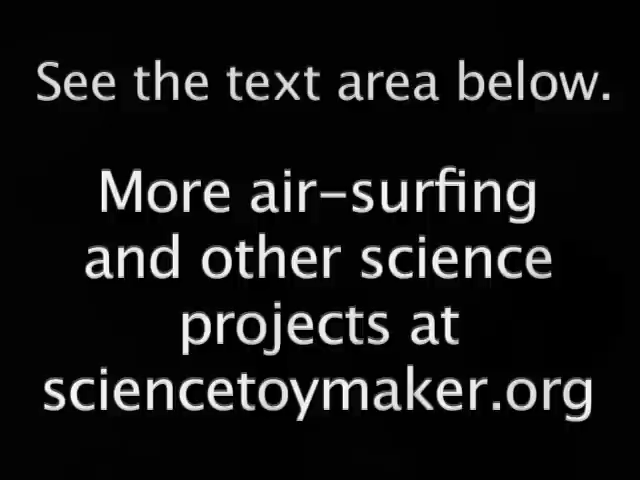 See the text area below.
More air-surfing
and other science
projects at
sciencetoymaker.org